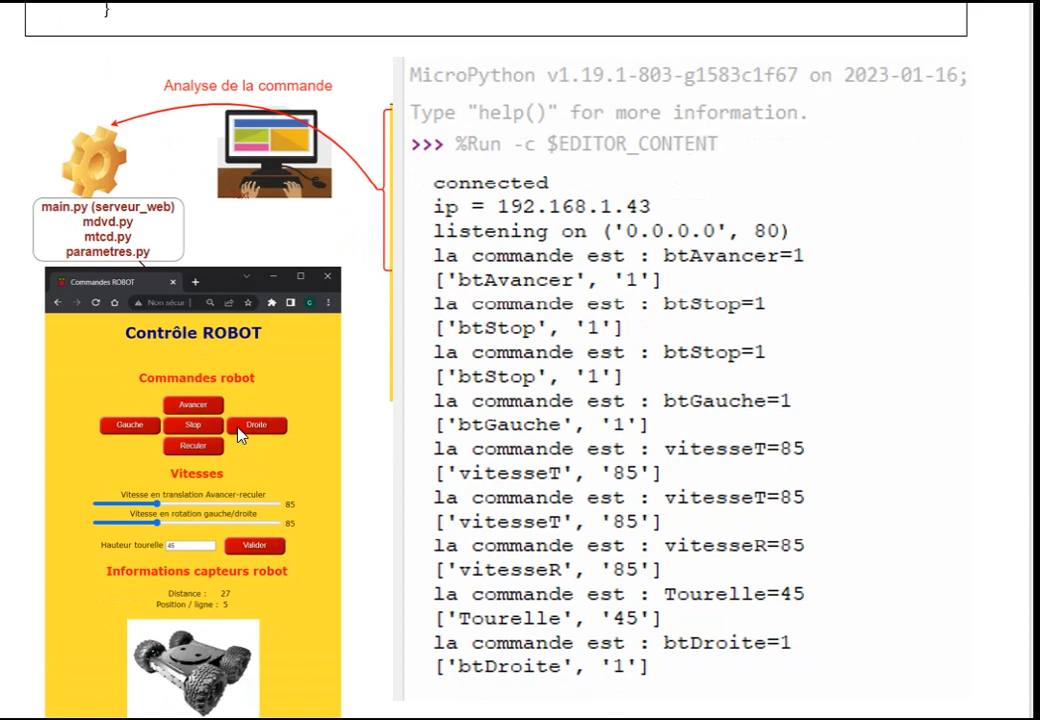 }
Analyse de la commande
main.py (serveur_web)
mdvd.py
mtcd.py
parametres.py
Commandes ROBOT
Non sécur
Contrôle ROBOT
Commandes robot
Avancer
Gauche Stop Droite
Reculer
Vitesses
Vitesse en translation Avancer-reculer
85
Vitesse en rotation gauche/droite
85
Hauteur tourelle 45 Valider
Informations capteurs robot
Distance : 27
Position / ligne : 5
MicroPython v1.19.1-803-g1583c1f67 on 2023-01-16;
Type "help()" for more information.
>>> %Run -c $EDITOR_CONTENT
connected
ip = 192.168.1.43
listening on ('0.0.0.0', 80)
la commande est : btAvancer=1
['btAvancer', '1']
la commande est : btStop=1
['btStop', '1']
la commande est : btStop=1
['btStop', '1']
la commande est : btGauche=1
['btGauche', '1']
la commande est : vitesseT=85
['vitesseT', '85']
la commande est : vitesseT=85
['vitesseT', '85']
la commande est : vitesseR=85
['vitesseR', '85']
la commande est : Tourelle=45
['Tourelle', '45']
la commande est : btDroite=1
['btDroite', '1']